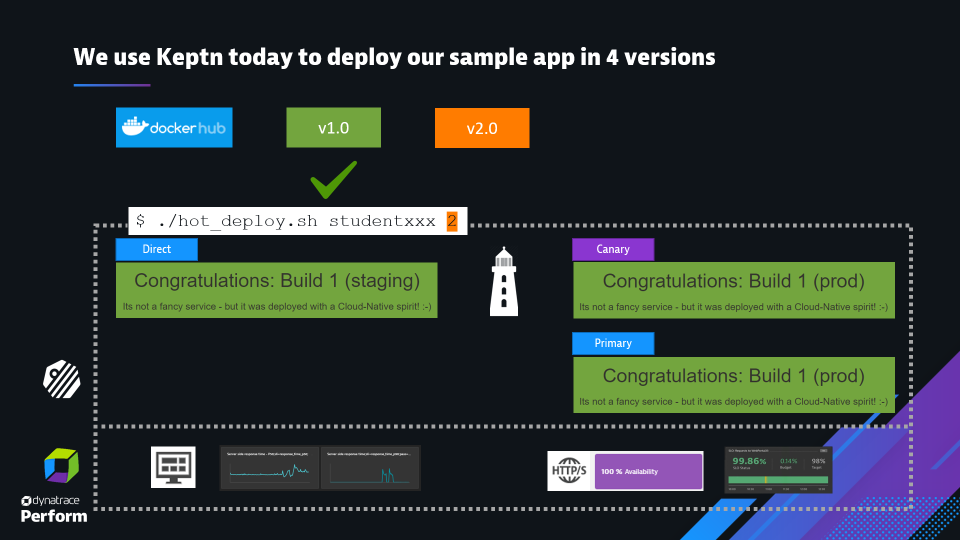 We use Keptn today to deploy our sample app in 4 versions
docker hub
v1.0
v2.0
$ ./hot_deploy.sh studentxxx 2
Direct
Congratulations: Build 1 (staging)
Its not a fancy service - but it was deployed with a Cloud-Native spirit! :-)
Canary
Congratulations: Build 1 (prod)
Its not a fancy service - but it was deployed with a Cloud-Native spirit! :-)
Primary
Congratulations: Build 1 (prod)
Its not a fancy service - but it was deployed with a Cloud-Native spirit! :-)
HTTP/S
100 % Availability
99.86%
0.14%
98%
dynatrace
Perform